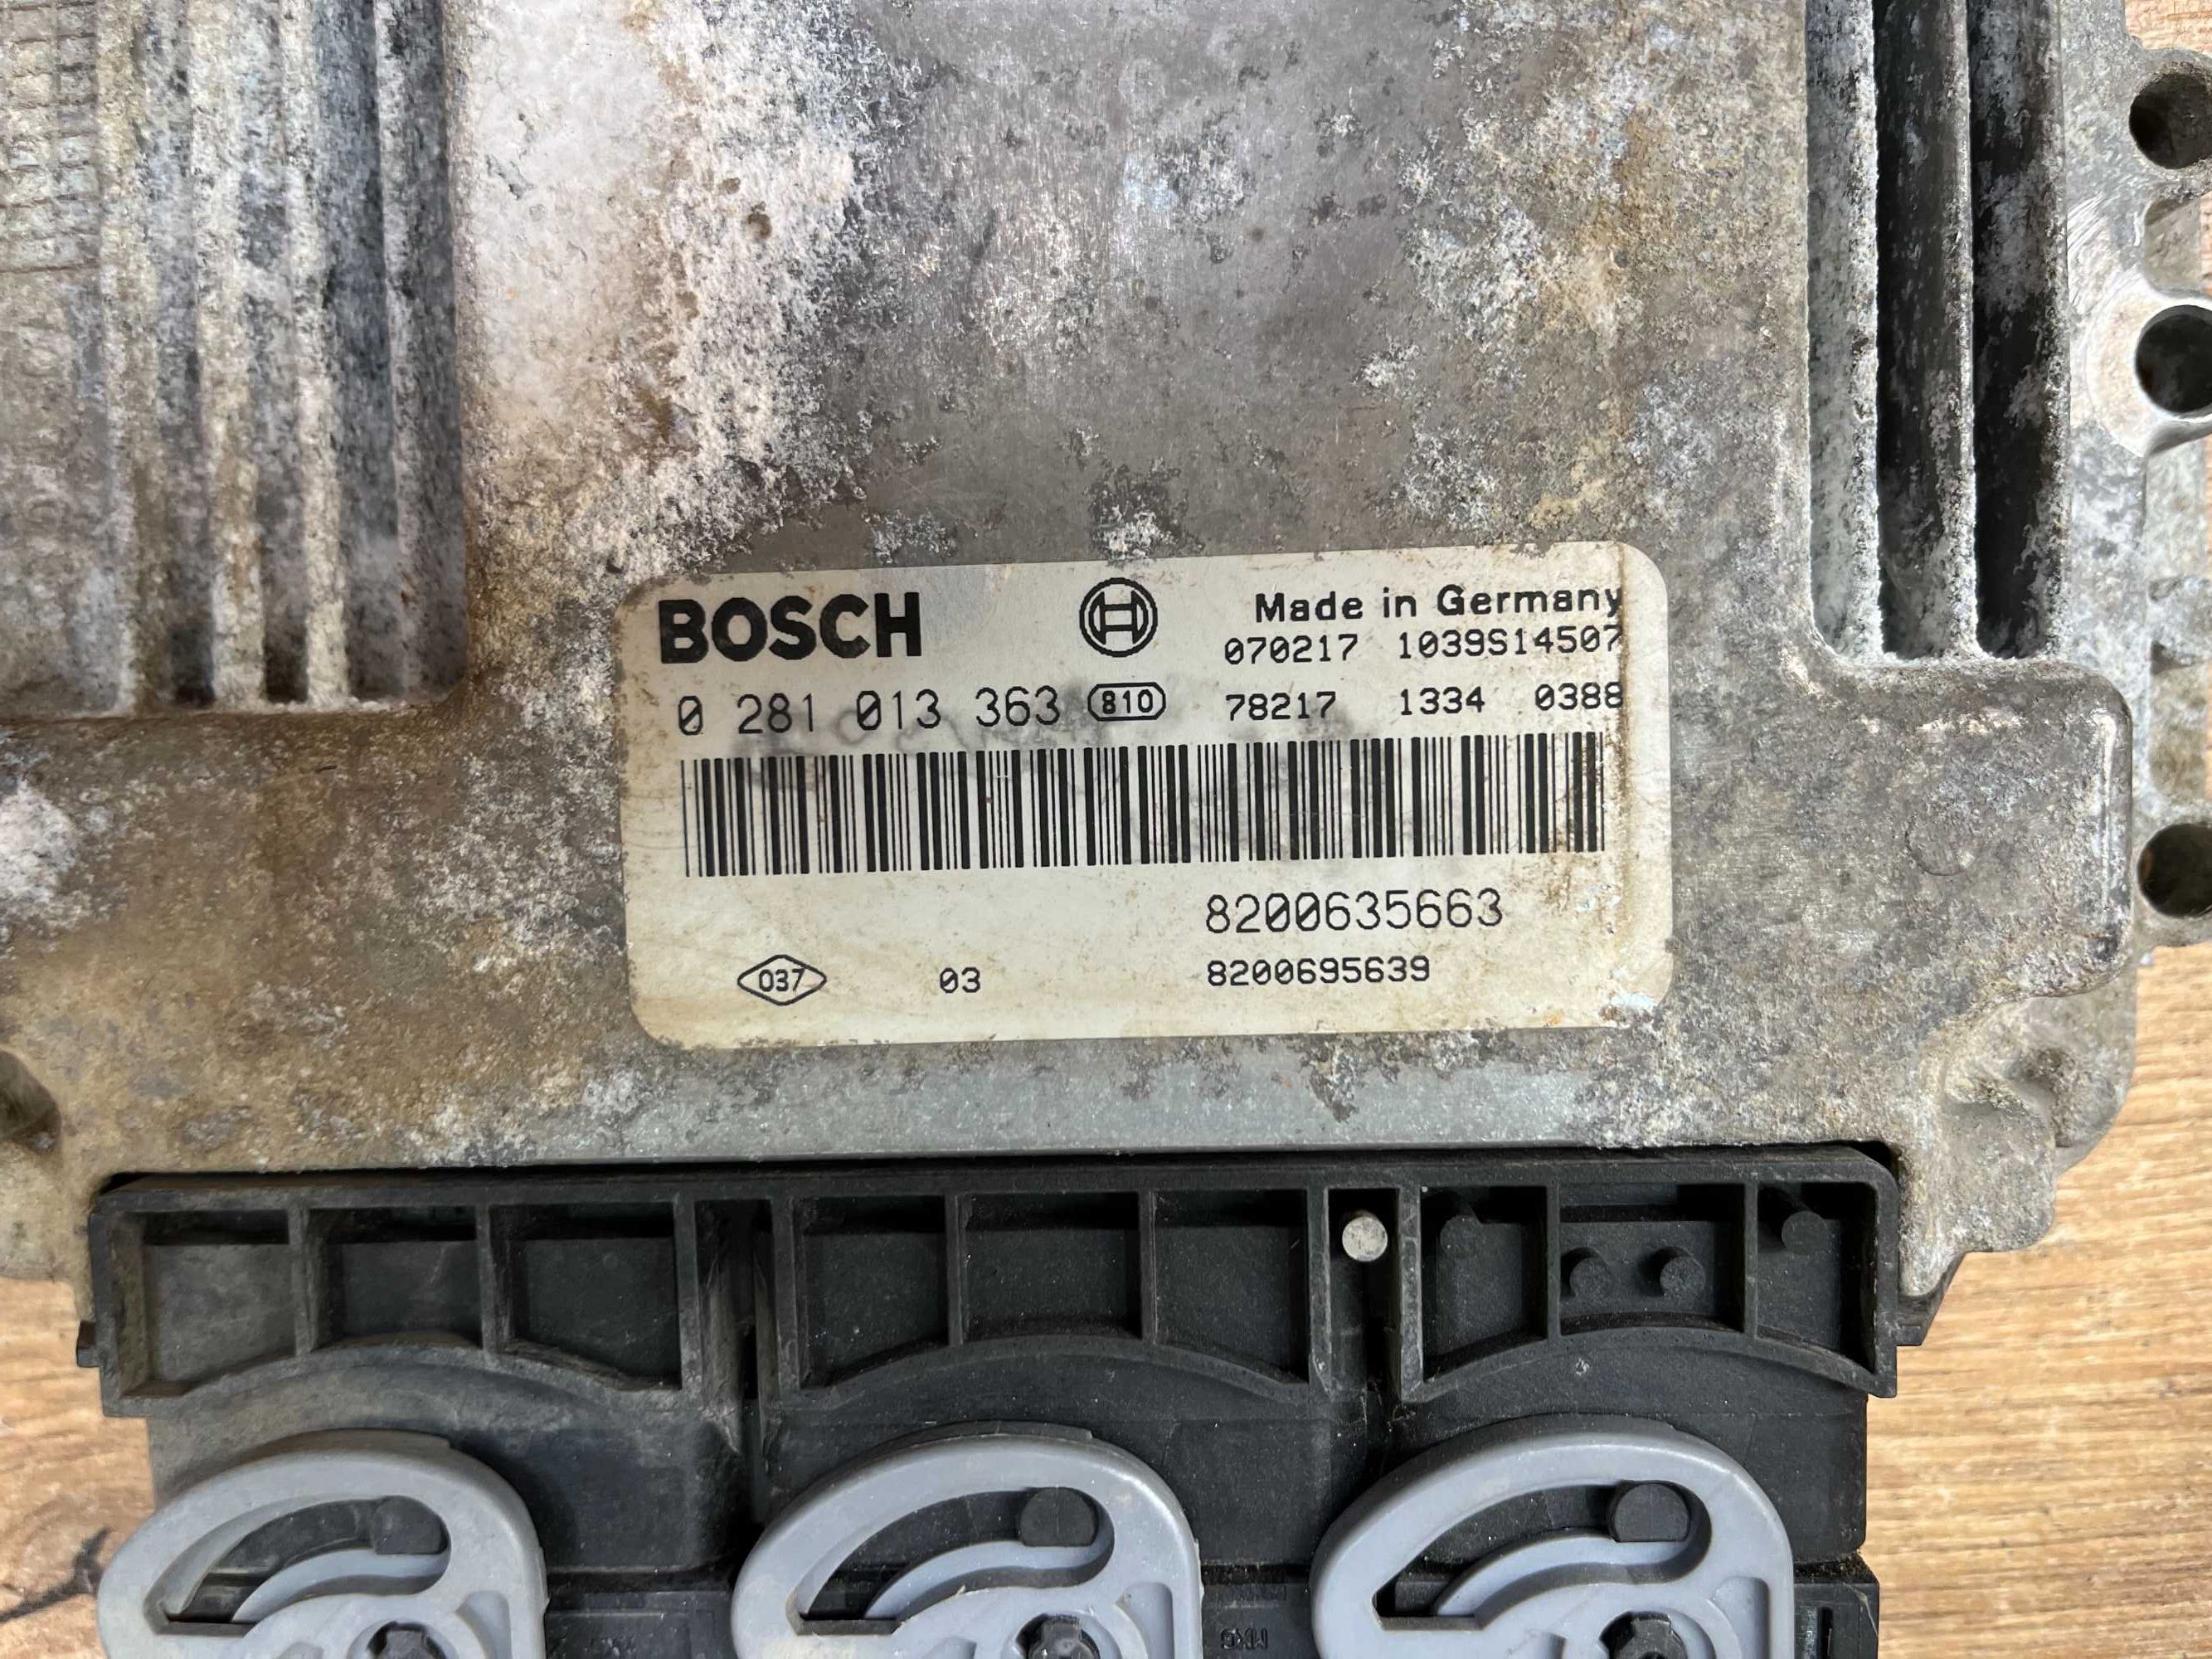 BOSCH
Made in Germany
070217 1039S14507
0 281 013 363 810 78217 1334 0388
8200635663
037 03 8200695639